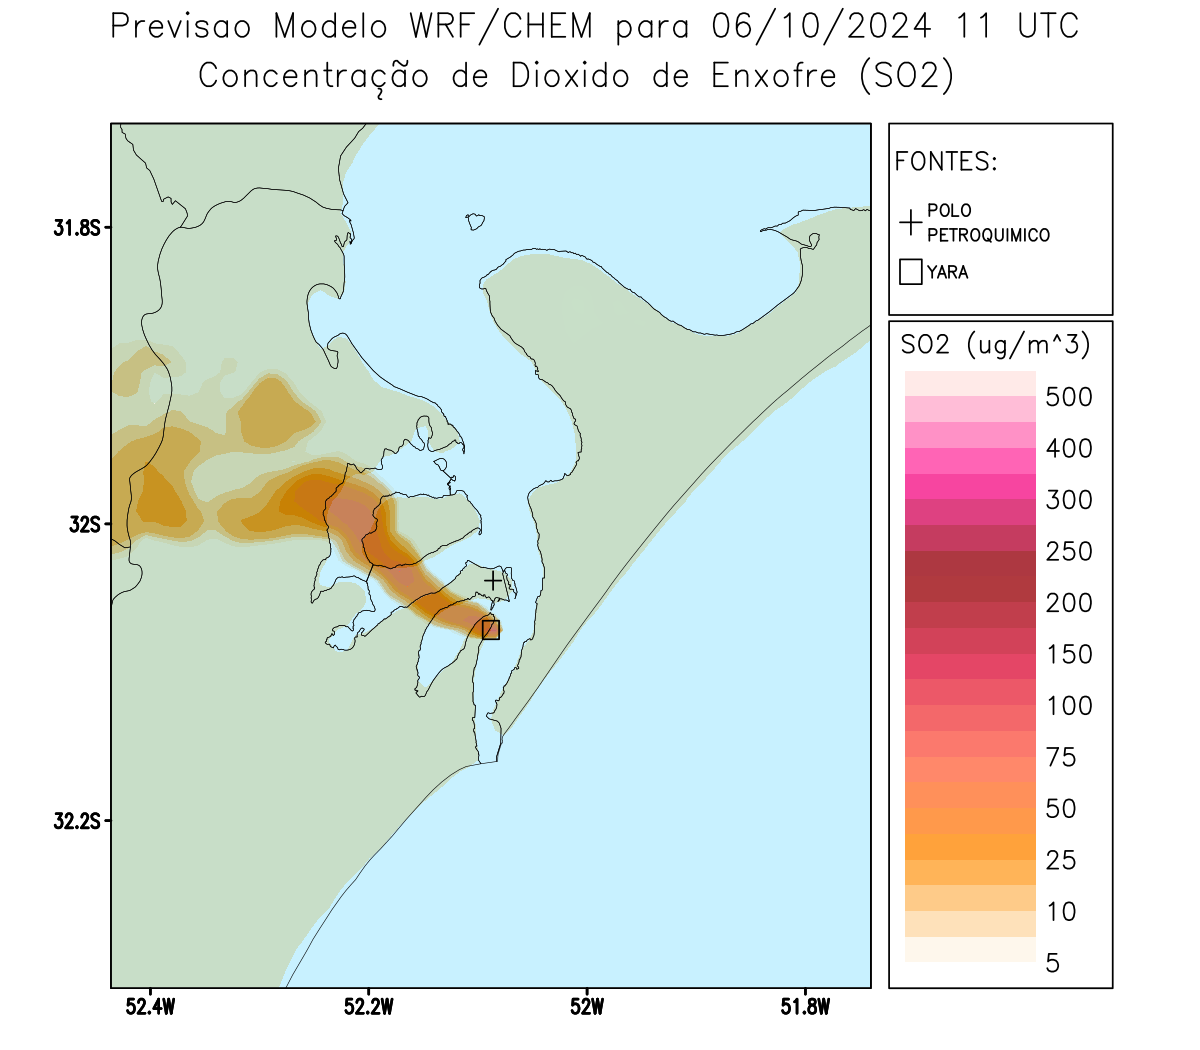 Previsao Modelo WRF/CHEM para 06/10/2024 11 UTC
Concentração de Dioxido de Enxofre (SO2)
FONTES:
POLO
PETROQUIMICO
YARA
31.8S
32S
32.2S
52.4W
52.2W
52W
51.8W
SO2 (ug/m^3)
500
400
300
250
200
150
100
75
50
25
10
5